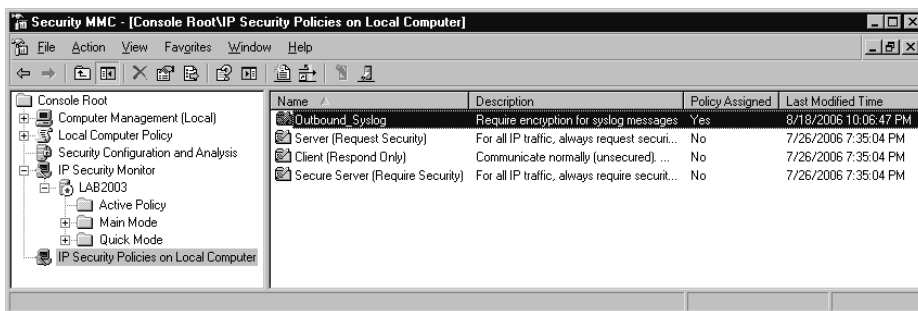 Security MMC - [Console Root\IP Security Policies on Local Computer]
File Action View Favorites Window Help
Console Root
Computer Management (Local)
Local Computer Policy
Security Configuration and Analysis
IP Security Monitor
LAB2003
Active Policy
Main Mode
Quick Mode
IP Security Policies on Local Computer
Name Description Policy Assigned Last Modified Time
Outbound_Syslog Require encryption for syslog messages Yes 8/18/2006 10:06:47 PM
Server (Request Security) For all IP traffic, always request securi... No 7/26/2006 7:35:04 PM
Client (Respond Only) Communicate normally (unsecured). ... No 7/26/2006 7:35:04 PM
Secure Server (Require Security) For all IP traffic, always require securit... No 7/26/2006 7:35:04 PM